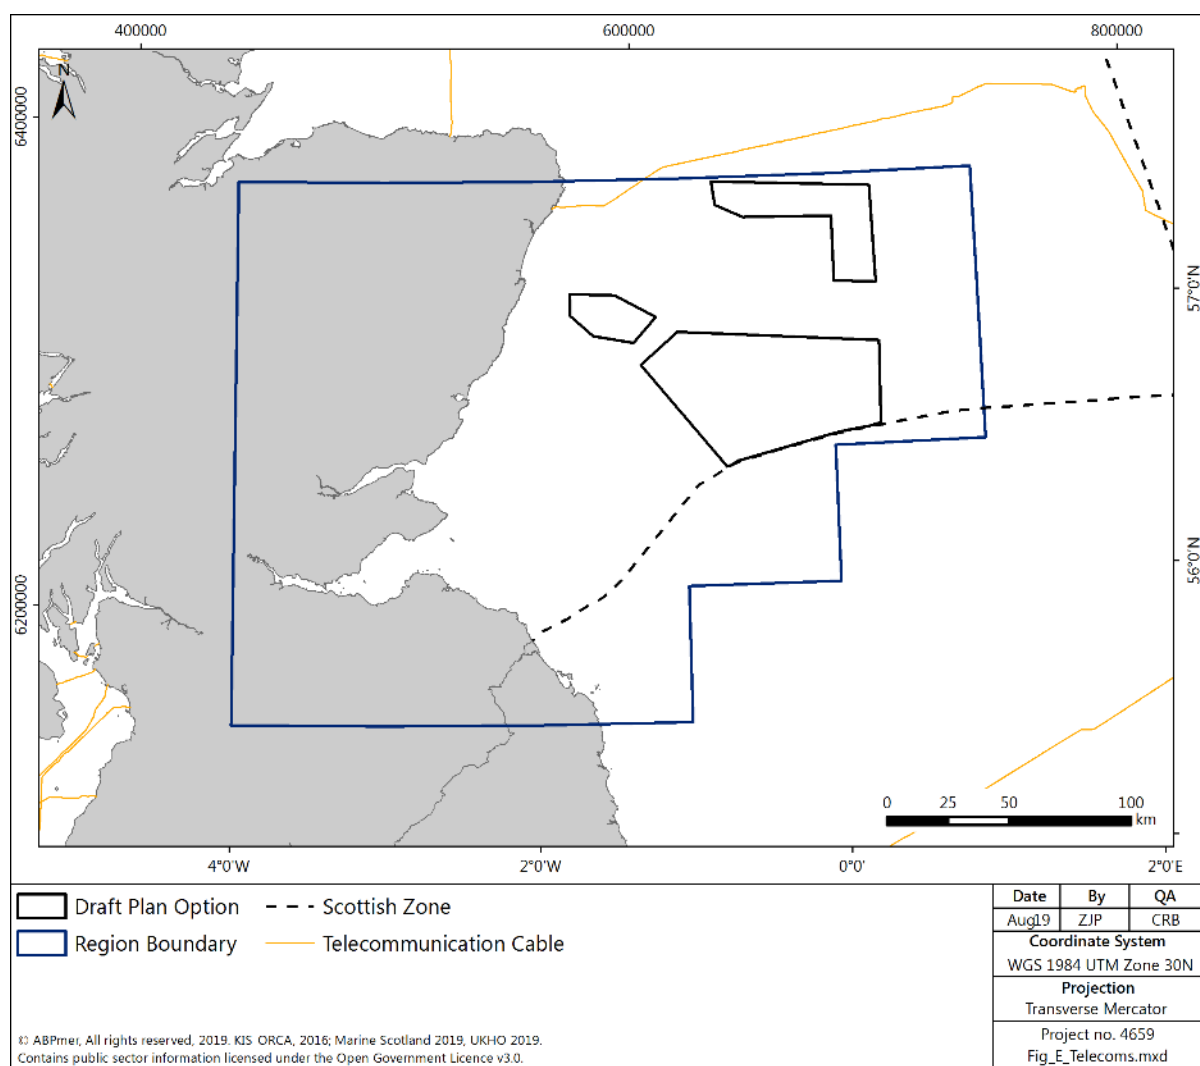 400000 600000 800000
N
6400000
6200000
57°0'N
56°0'N
0 25 50 100
km
4°0'W 2°0'W 0°0' 2°0'E
Draft Plan Option Scottish Zone
Region Boundary Telecommunication Cable
Date By QA
Aug19 ZJP CRB
Coordinate System
WGS 1984 UTM Zone 30N
Projection
Transverse Mercator
Project no. 4659
Fig_E_Telecoms.mxd
© ABPmer, All rights reserved, 2019. KIS ORCA, 2016; Marine Scotland 2019, UKHO 2019.
Contains public sector information licensed under the Open Government Licence v3.0.